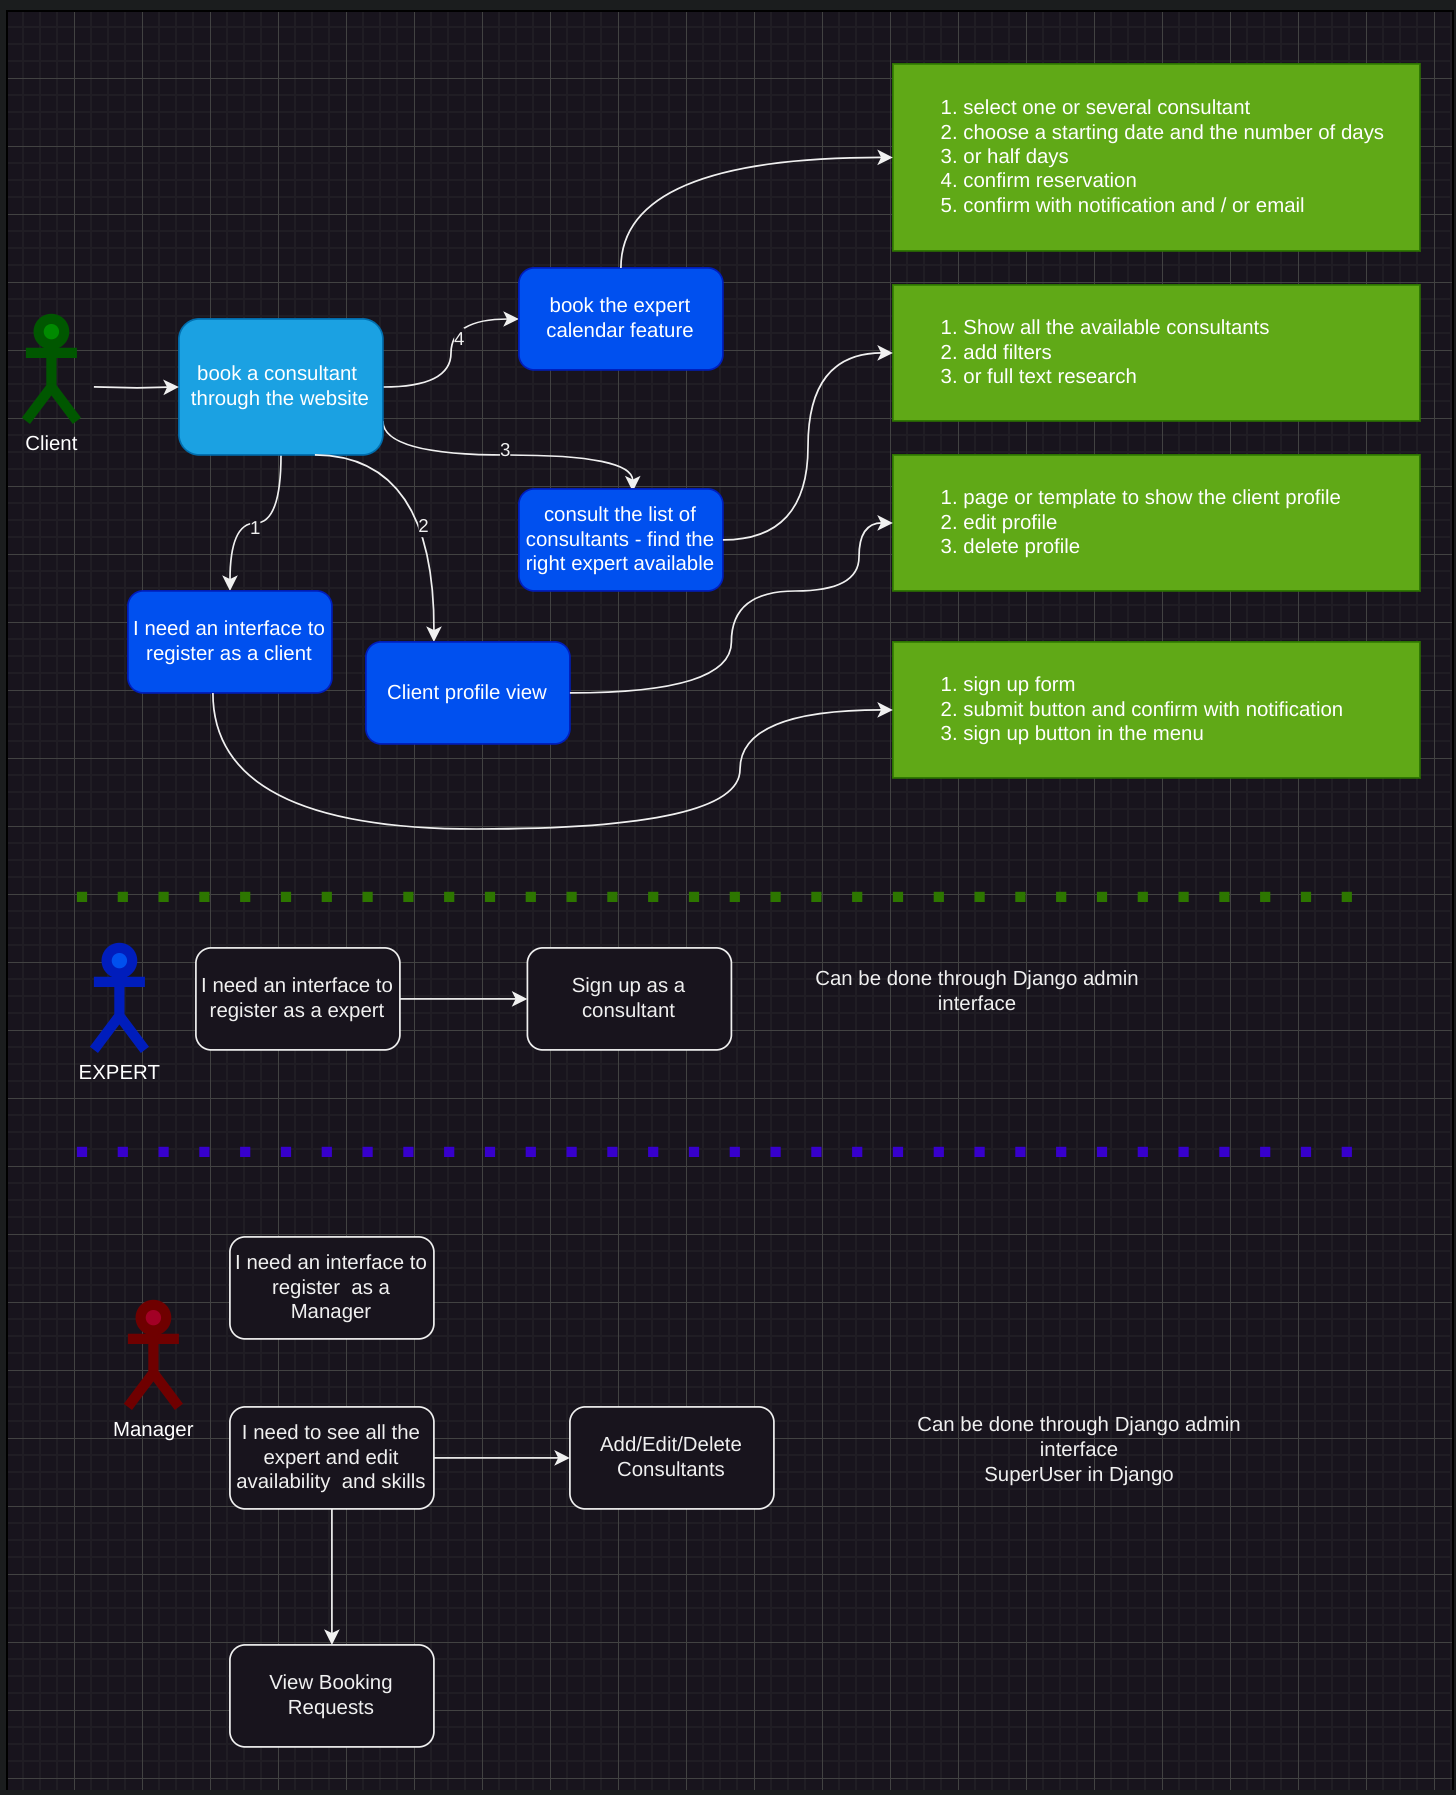 1. select one or several consultant
2. choose a starting date and the number of days
3. or half days
4. confirm reservation
5. confirm with notification and / or email
book the expert
calendar feature
4
1. Show all the available consultants
2. add filters
3. or full text research
book a consultant
through the website
Client
3
consult the list of
consultants - find the
right expert available
1. page or template to show the client profile
2. edit profile
3. delete profile
1
2
I need an interface to
register as a client
Client profile view
1. sign up form
2. submit button and confirm with notification
3. sign up button in the menu
I need an interface to
register as a expert
Sign up as a
consultant
Can be done through Django admin
interface
EXPERT
I need an interface to
register  as a
Manager
Manager
I need to see all the
expert and edit
availability  and skills
Add/Edit/Delete
Consultants
Can be done through Django admin
interface
SuperUser in Django
View Booking
Requests